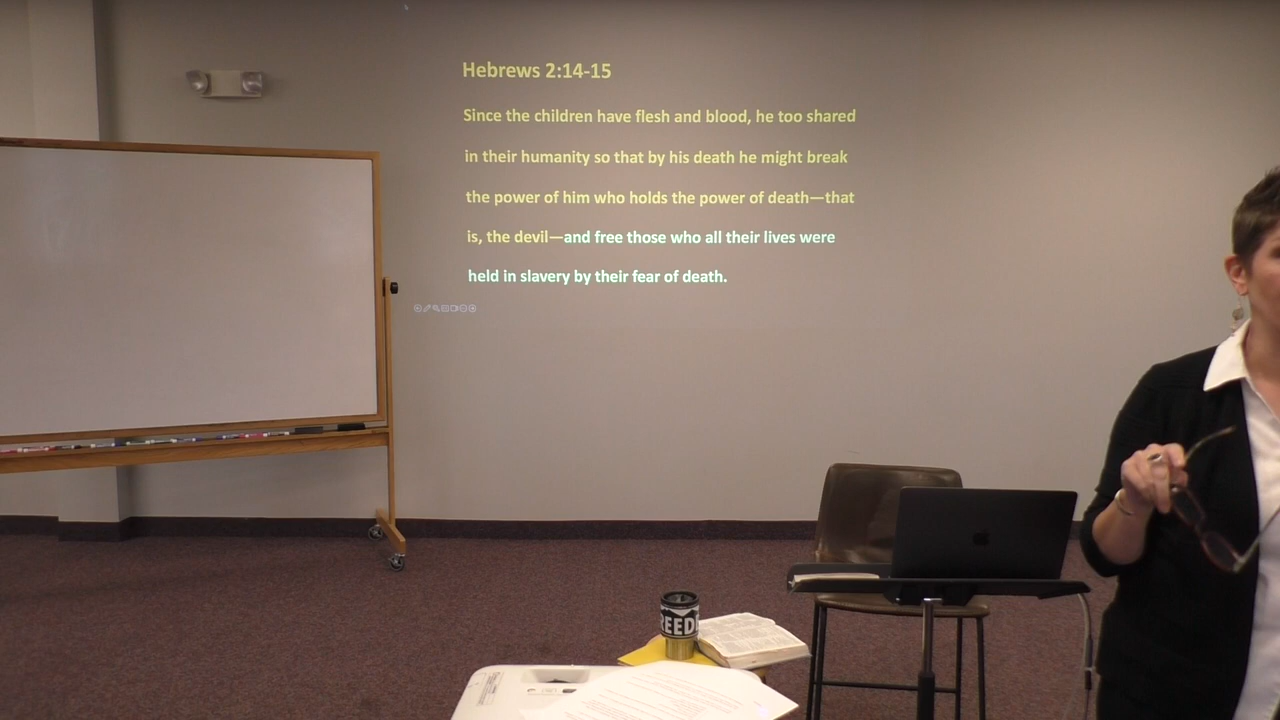 Hebrews 2:14-15
Since the children have flesh and blood, he too shared
in their humanity so that by his death he might break
the power of him who holds the power of death—that
is, the devil—and free those who all their lives were
held in slavery by their fear of death.
REED